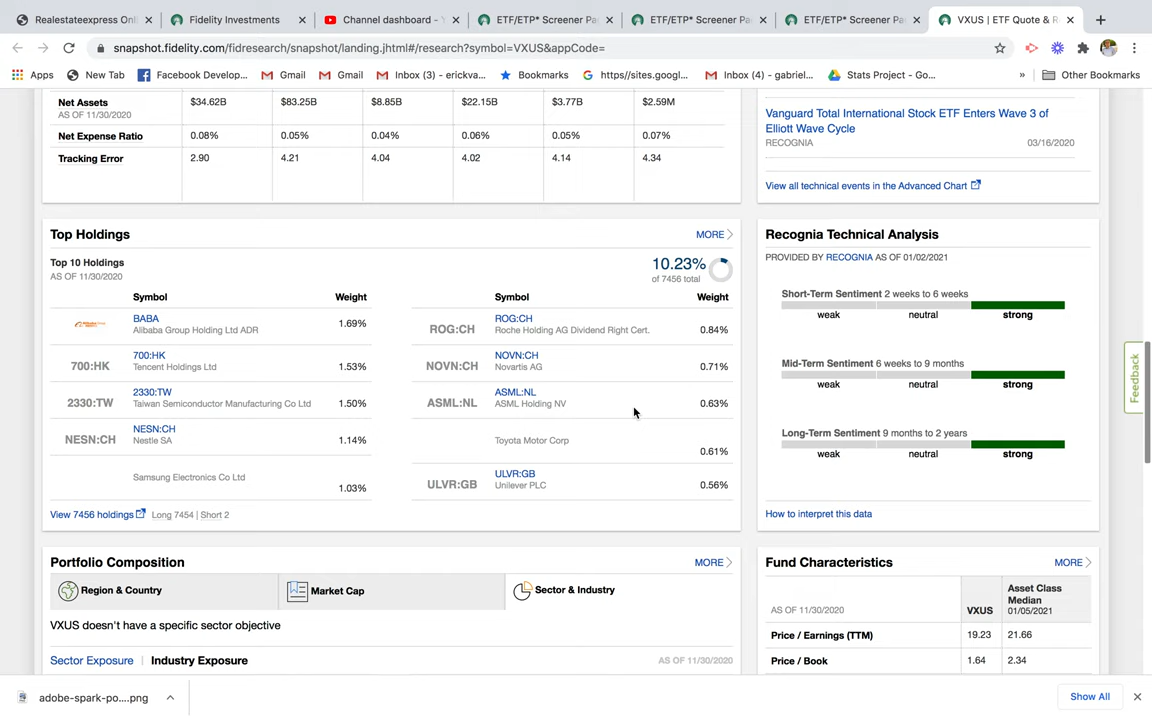 Realestateexpress Onl
Fidelity Investments
Channel dashboard - Y
ETF/ETP* Screener Pa
ETF/ETP* Screener Pa
ETF/ETP* Screener Pa
VXUS | ETF Quote & R
snapshot.fidelity.com/fidresearch/snapshot/landing.jhtml#/research?symbol=VXUS&appCode=
Apps
New Tab
Facebook Develop...
Gmail
Gmail
Inbox (3) - erickva...
Bookmarks
https//sites.googl...
Inbox (4) - gabriel...
Stats Project - Go...
»
Other Bookmarks
Net Assets $34.62B $83.25B $8.85B $22.15B $3.77B $2.59M
AS OF 11/30/2020
Net Expense Ratio 0.08% 0.05% 0.04% 0.06% 0.05% 0.07%
Tracking Error 2.90 4.21 4.04 4.02 4.14 4.34
Vanguard Total International Stock ETF Enters Wave 3 of
Elliott Wave Cycle
RECOGNIA 03/16/2020
View all technical events in the Advanced Chart
Top Holdings MORE
Top 10 Holdings
AS OF 11/30/2020
10.23%
of 7456 total
Symbol Weight
BABA
Alibaba Group Holding Ltd ADR 1.69%
700:HK 700:HK
Tencent Holdings Ltd 1.53%
2330:TW 2330:TW
Taiwan Semiconductor Manufacturing Co Ltd 1.50%
NESN:CH NESN:CH
Nestle SA 1.14%
Samsung Electronics Co Ltd 1.03%
Symbol Weight
ROG:CH ROG:CH
Roche Holding AG Dividend Right Cert. 0.84%
NOVN:CH NOVN:CH
Novartis AG 0.71%
ASML:NL ASML:NL
ASML Holding NV 0.63%
Toyota Motor Corp 0.61%
ULVR:GB ULVR:GB
Unilever PLC 0.56%
View 7456 holdings Long 7454 | Short 2
Recognia Technical Analysis
PROVIDED BY RECOGNIA AS OF 01/02/2021
Short-Term Sentiment 2 weeks to 6 weeks
weak neutral strong
Mid-Term Sentiment 6 weeks to 9 months
weak neutral strong
Long-Term Sentiment 9 months to 2 years
weak neutral strong
How to interpret this data
Feedback
Portfolio Composition MORE
Region & Country
Market Cap
Sector & Industry
VXUS doesn't have a specific sector objective
Sector Exposure | Industry Exposure AS OF 11/30/2020
Fund Characteristics MORE
AS OF 11/30/2020 VXUS Asset Class
Median
01/05/2021
Price / Earnings (TTM) 19.23 21.66
Price / Book 1.64 2.34
adobe-spark-po....png
Show All